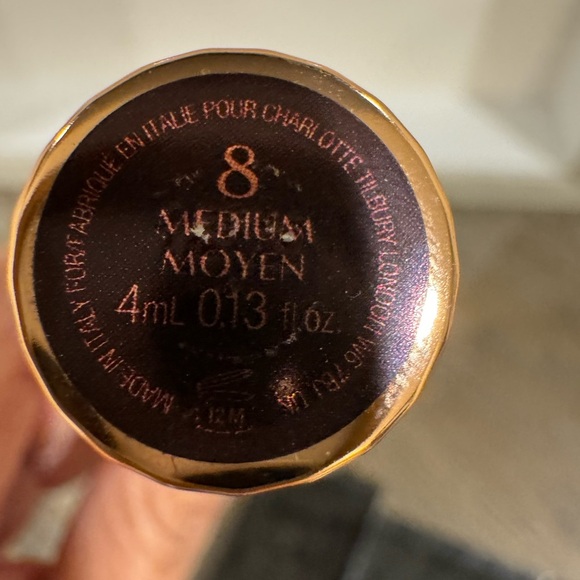 MADE IN ITALY FOR/FABRIQUÉ EN ITALIE POUR CHARLOTTE TILBURY LONDON W6 7BJ UK
8
MEDIUM
MOYEN
4mL 0.13 fl.oz.
12M